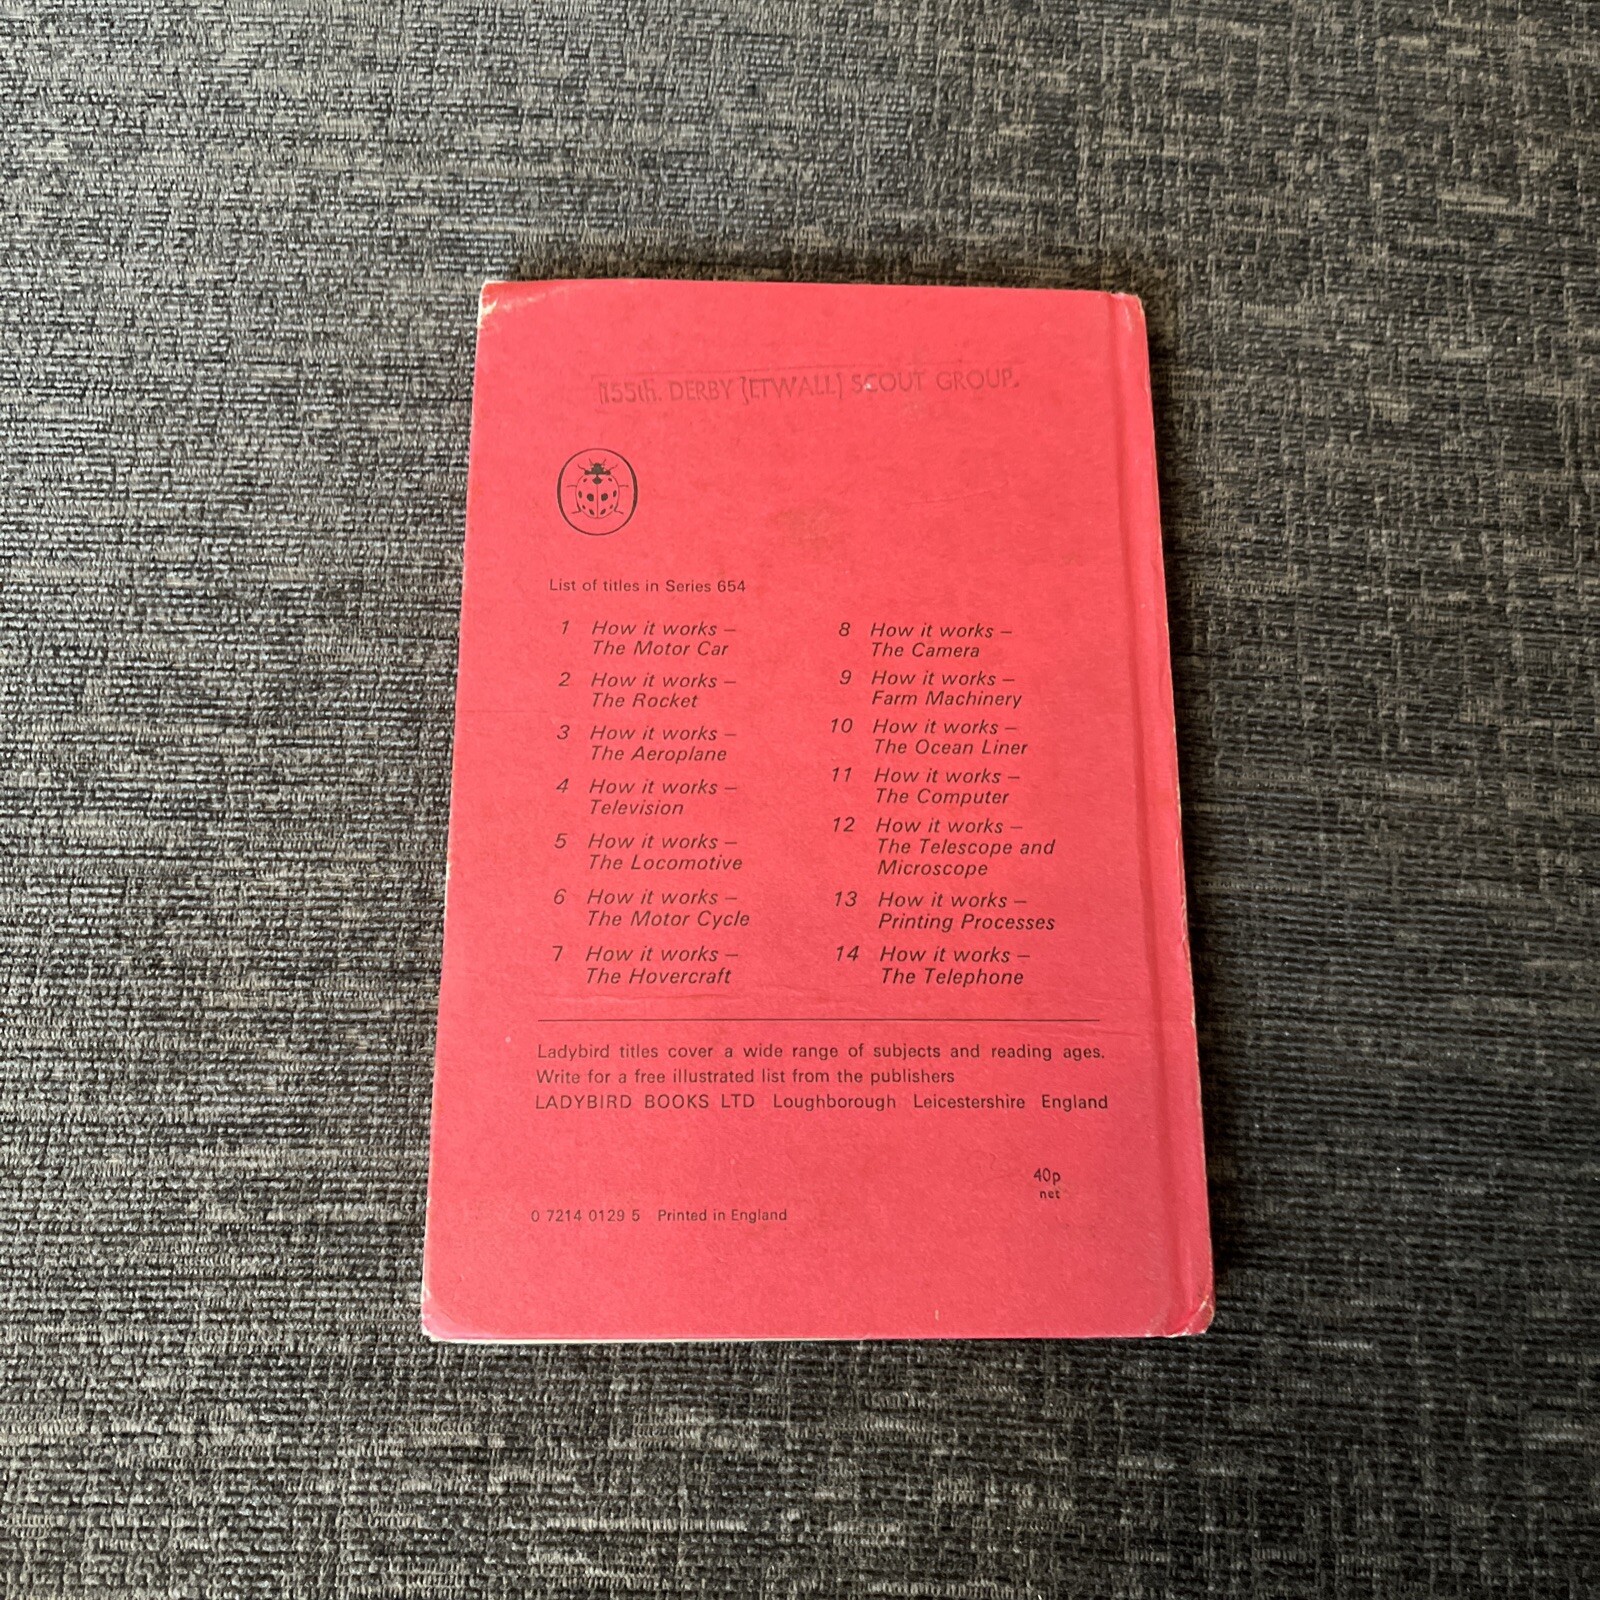 155th. DERBY [ETWALL] SCOUT GROUP.
List of titles in Series 654
1 How it works –
The Motor Car
2 How it works –
The Rocket
3 How it works –
The Aeroplane
4 How it works –
Television
5 How it works –
The Locomotive
6 How it works –
The Motor Cycle
7 How it works –
The Hovercraft
8 How it works –
The Camera
9 How it works –
Farm Machinery
10 How it works –
The Ocean Liner
11 How it works –
The Computer
12 How it works –
The Telescope and
Microscope
13 How it works –
Printing Processes
14 How it works –
The Telephone
Ladybird titles cover a wide range of subjects and reading ages.
Write for a free illustrated list from the publishers
LADYBIRD BOOKS LTD Loughborough Leicestershire England
40p
net
0 7214 0129 5 Printed in England